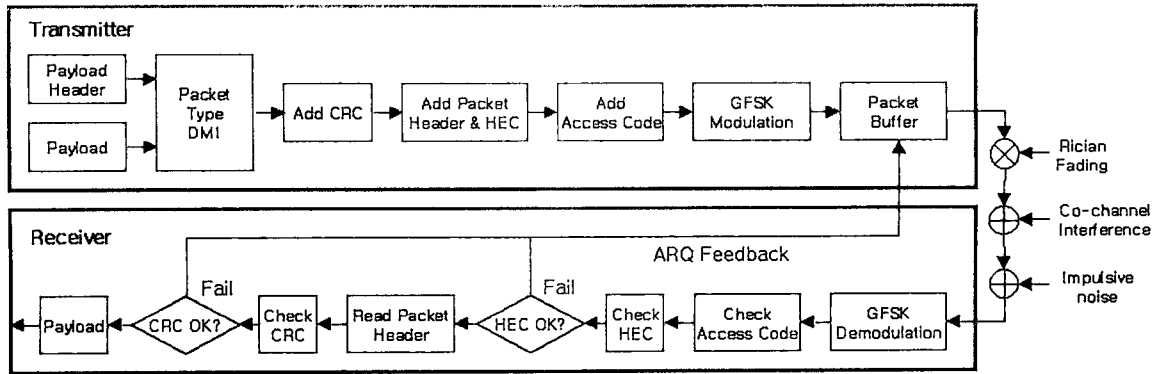 Transmitter
Payload
Header
Payload
Packet
Type
DM1
Add CRC
Add Packet
Header & HEC
Add
Access Code
GFSK
Modulation
Packet
Buffer
Rician
Fading
Co-channel
Interference
Impulsive
noise
Receiver
ARQ Feedback
Fail
Fail
Payload
CRC OK?
Check
CRC
Read Packet
Header
HEC OK?
Check
HEC
Check
Access Code
GFSK
Demodulation